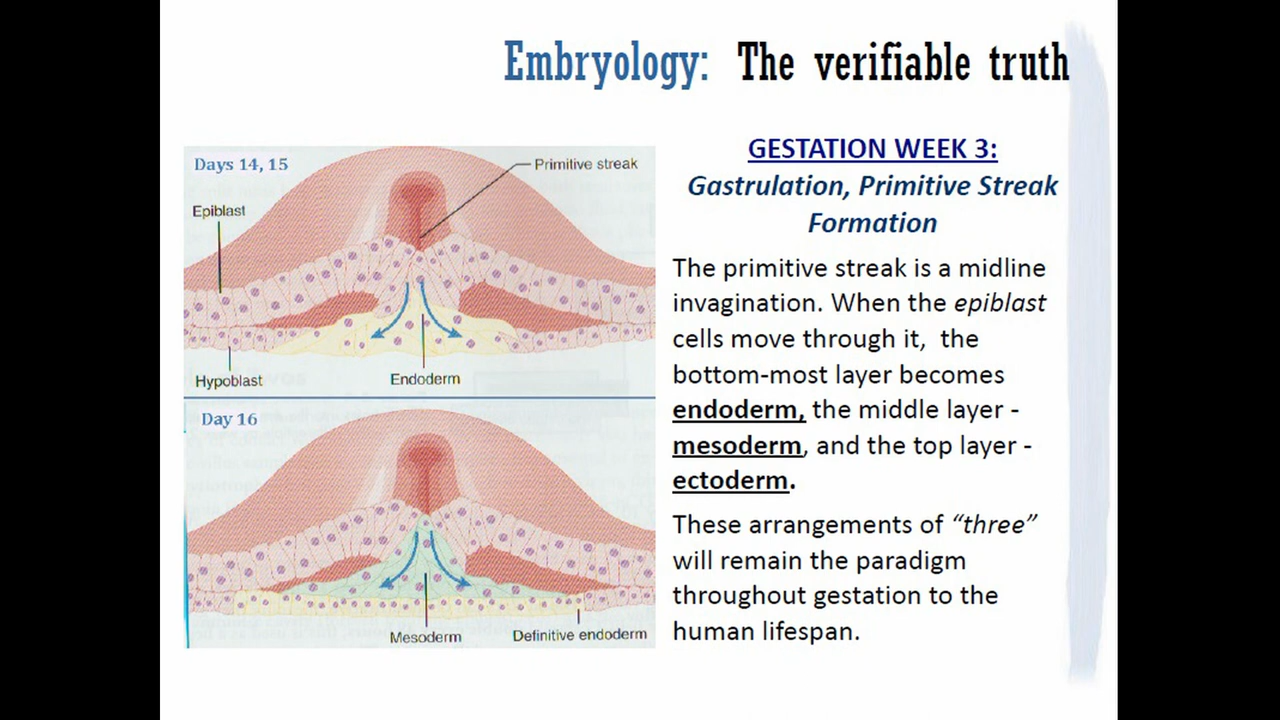 Embryology: The verifiable truth
Days 14, 15
Primitive streak
Epiblast
Hypoblast
Endoderm
Day 16
Mesoderm
Definitive endoderm
GESTATION WEEK 3:
Gastrulation, Primitive Streak
Formation
The primitive streak is a midline
invagination. When the epiblast
cells move through it, the
bottom-most layer becomes
endoderm, the middle layer -
mesoderm, and the top layer -
ectoderm.
These arrangements of “three”
will remain the paradigm
throughout gestation to the
human lifespan.